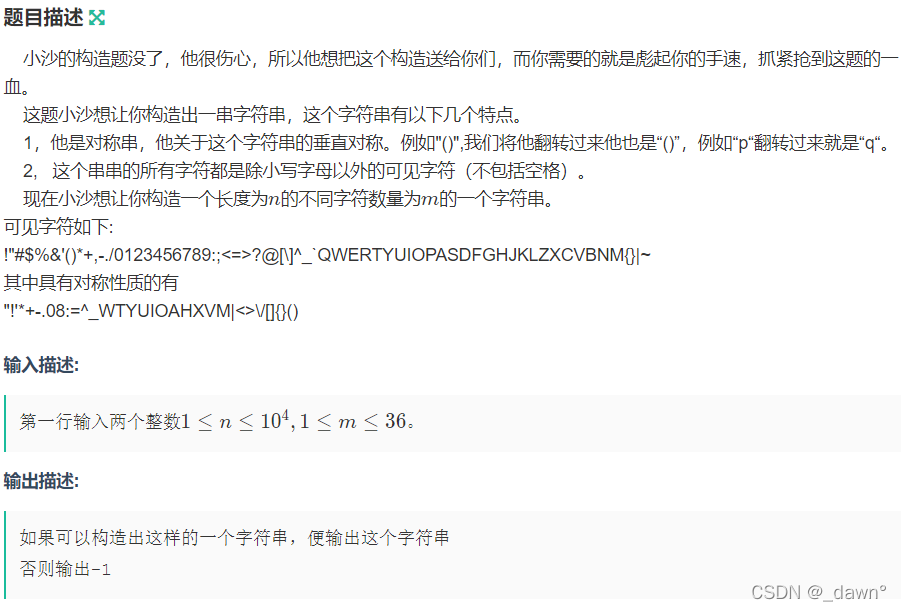 题目描述
小沙的构造题没了，他很伤心，所以他想把这个构造送给你们，而你需要的就是彪起你的手速，抓紧抢到这题的一
血。
这题小沙想让你构造出一串字符串，这个字符串有以下几个特点。
1，他是对称串，他关于这个字符串的垂直对称。例如"()",我们将他翻转过来他也是“()”，例如“p“翻转过来就是“q“。
2， 这个串串的所有字符都是除小写字母以外的可见字符（不包括空格）。
现在小沙想让你构造一个长度为n的不同字符数量为m的一个字符串。
可见字符如下:
!"#$%&'()*+,-./0123456789:;<=>?@[\]^_`QWERTYUIOPASDFGHJKLZXCVBNM{}|~
其中具有对称性质的有
"!'*+-.08:=^_WTYUIOAHXVM|<>\/[]{}()
输入描述:
第一行输入两个整数1 ≤ n ≤ 10^4, 1 ≤ m ≤ 36。
输出描述:
如果可以构造出这样的一个字符串，便输出这个字符串
否则输出-1
CSDN @_dawn°